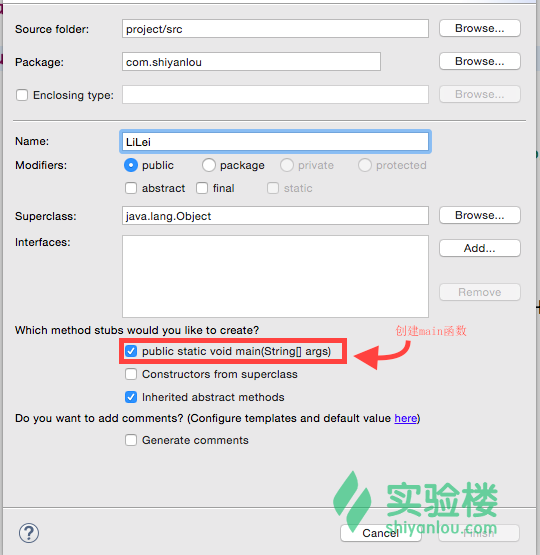 Source folder: project/src Browse...
Package: com.shiyanlou Browse...
Enclosing type: Browse...
Name: LiLei
Modifiers: public package private protected
abstract final static
Superclass: java.lang.Object Browse...
Interfaces: Add...
Remove
Which method stubs would you like to create?
创建main函数
public static void main(String[] args)
Constructors from superclass
Inherited abstract methods
Do you want to add comments? (Configure templates and default value here)
Generate comments
实验楼
shiyanlou.com
? Cancel Finish